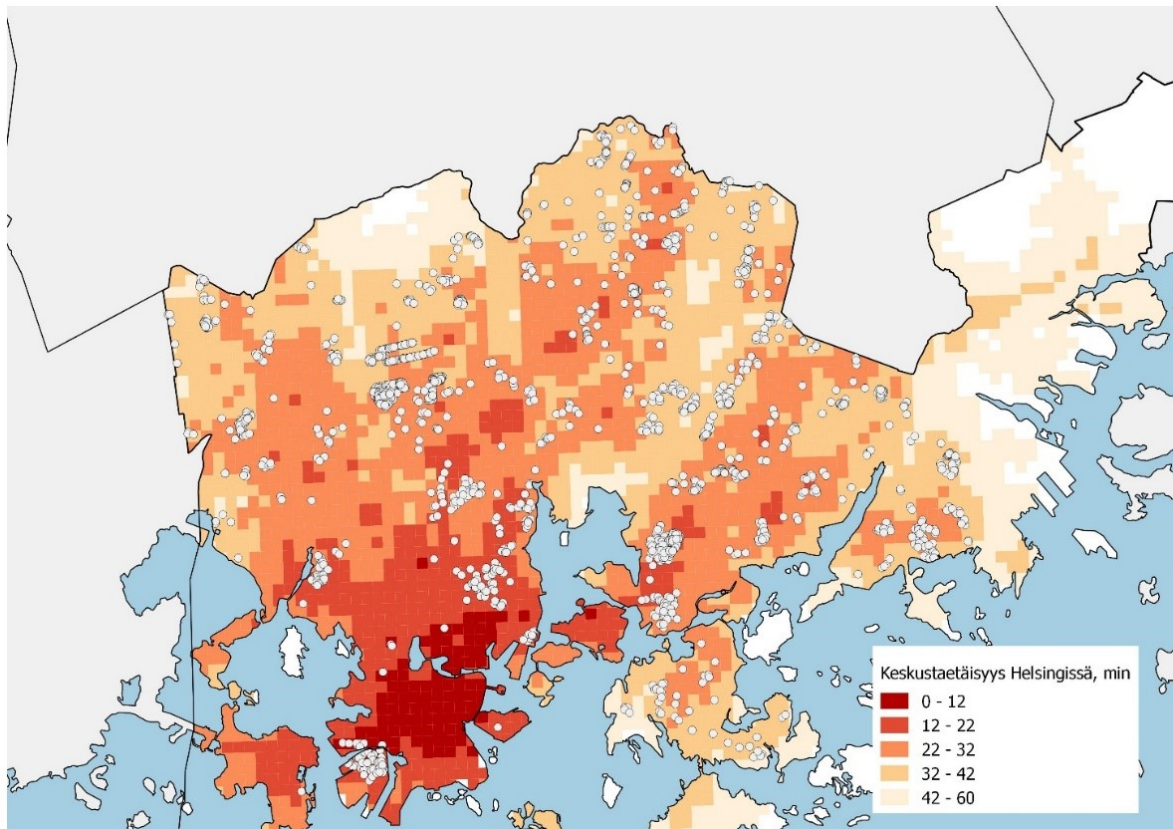 Keskustaetäisyys Helsingissä, min
0 - 12
12 - 22
22 - 32
32 - 42
42 - 60